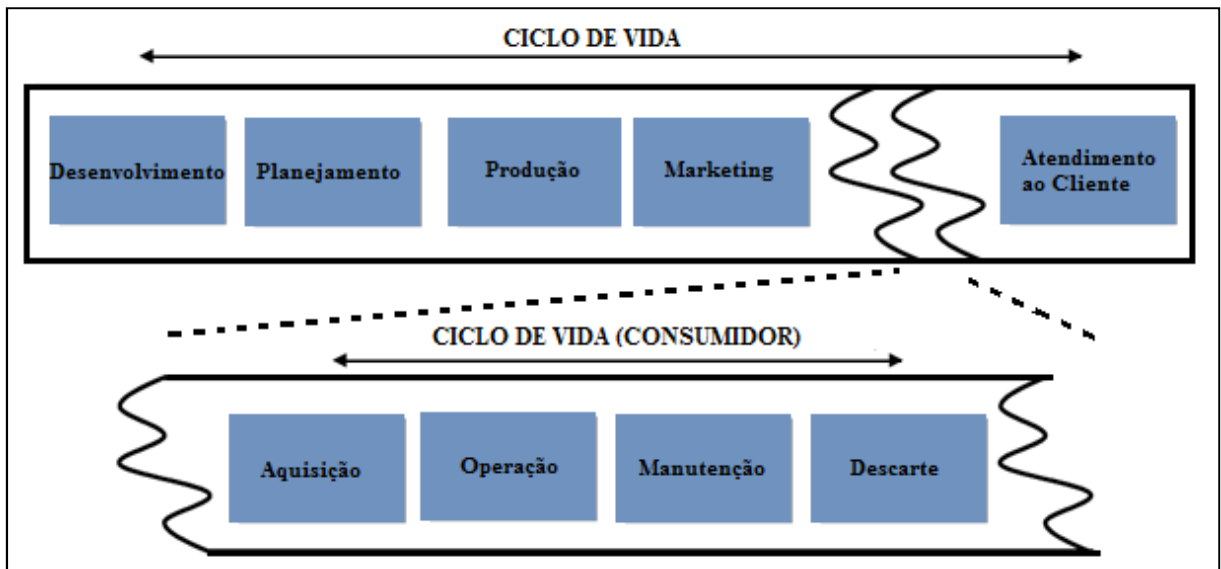 CICLO DE VIDA
Desenvolvimento
Planejamento
Produção
Marketing
Atendimento
ao Cliente
CICLO DE VIDA (CONSUMIDOR)
Aquisição
Operação
Manutenção
Descarte